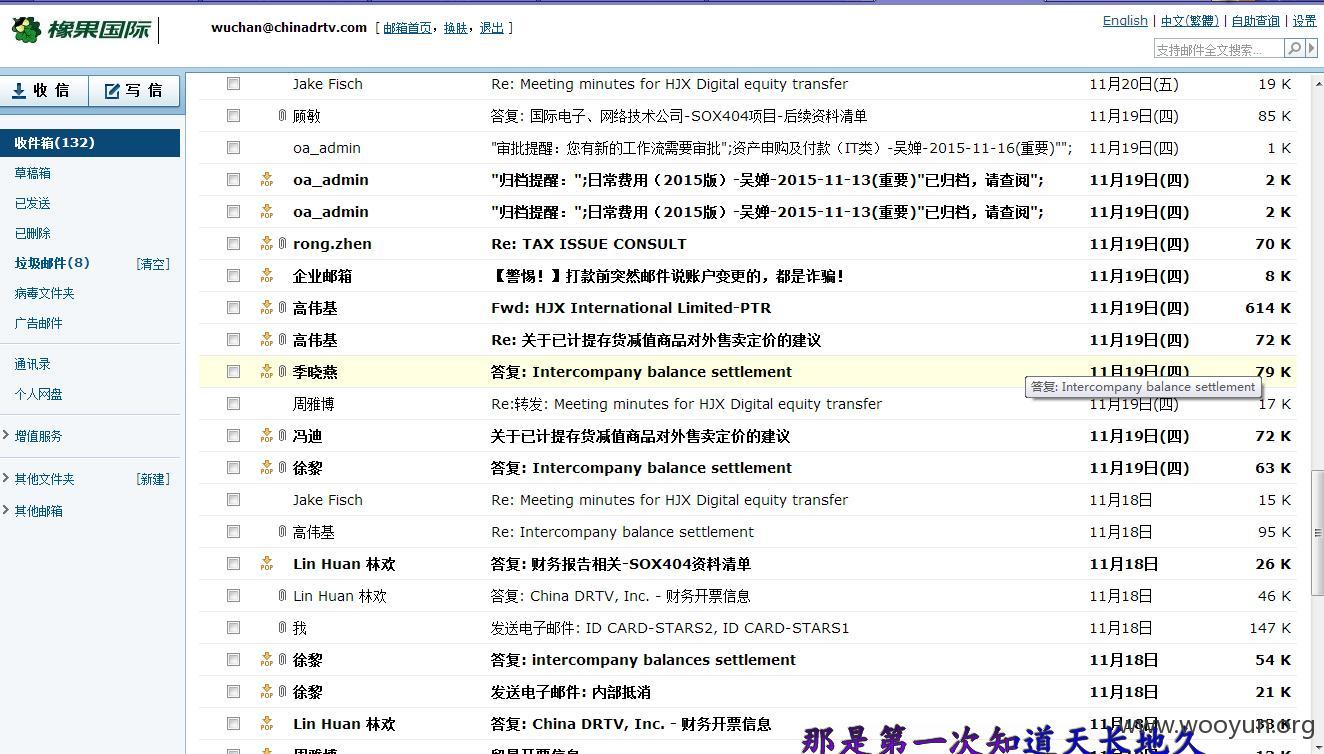 橡果国际
wuchan@chinadrtv.com [ 邮箱首页, 换肤, 退出 ]
English | 中文(繁體) | 自助查询 | 设置
支持邮件全文搜索...
收 信 写 信
收件箱(132)
草稿箱
已发送
已删除
垃圾邮件(8) [清空]
病毒文件夹
广告邮件
通讯录
个人网盘
增值服务
其他文件夹 [新建]
其他邮箱
Jake Fisch Re: Meeting minutes for HJX Digital equity transfer 11月20日(五) 19 K
顾敏 答复: 国际电子、网络技术公司-SOX404项目-后续资料清单 11月19日(四) 85 K
oa_admin "审批提醒：您有新的工作流需要审批";资产申购及付款（IT类）-吴婵-2015-11-16(重要)""; 11月19日(四) 1 K
POP oa_admin "归档提醒：";日常费用（2015版）-吴婵-2015-11-13(重要)"已归档，请查阅"; 11月19日(四) 2 K
POP oa_admin "归档提醒：";日常费用（2015版）-吴婵-2015-11-13(重要)"已归档，请查阅"; 11月19日(四) 2 K
POP rong.zhen Re: TAX ISSUE CONSULT 11月19日(四) 70 K
POP 企业邮箱 【警惕！】打款前突然邮件说账户变更的，都是诈骗！ 11月19日(四) 8 K
POP 高伟基 Fwd: HJX International Limited-PTR 11月19日(四) 614 K
POP 高伟基 Re: 关于已计提存货减值商品对外售卖定价的建议 11月19日(四) 72 K
POP 季晓燕 答复: Intercompany balance settlement 11月19日(四) 79 K
答复: Intercompany balance settlement
周雅博 Re:转发: Meeting minutes for HJX Digital equity transfer 11月19日(四) 17 K
POP 冯迪 关于已计提存货减值商品对外售卖定价的建议 11月19日(四) 72 K
POP 徐黎 答复: Intercompany balance settlement 11月19日(四) 63 K
Jake Fisch Re: Meeting minutes for HJX Digital equity transfer 11月18日 15 K
高伟基 Re: Intercompany balance settlement 11月18日 95 K
POP Lin Huan 林欢 答复: 财务报告相关-SOX404资料清单 11月18日 26 K
Lin Huan 林欢 答复: China DRTV, Inc. - 财务开票信息 11月18日 46 K
我 发送电子邮件: ID CARD-STARS2, ID CARD-STARS1 11月18日 147 K
POP 徐黎 答复: intercompany balances settlement 11月18日 54 K
POP 徐黎 发送电子邮件: 内部抵消 11月18日 21 K
POP Lin Huan 林欢 答复: China DRTV, Inc. - 财务开票信息 11月18日 33 K
www.wooyun.org
那是第一次知道天长地久